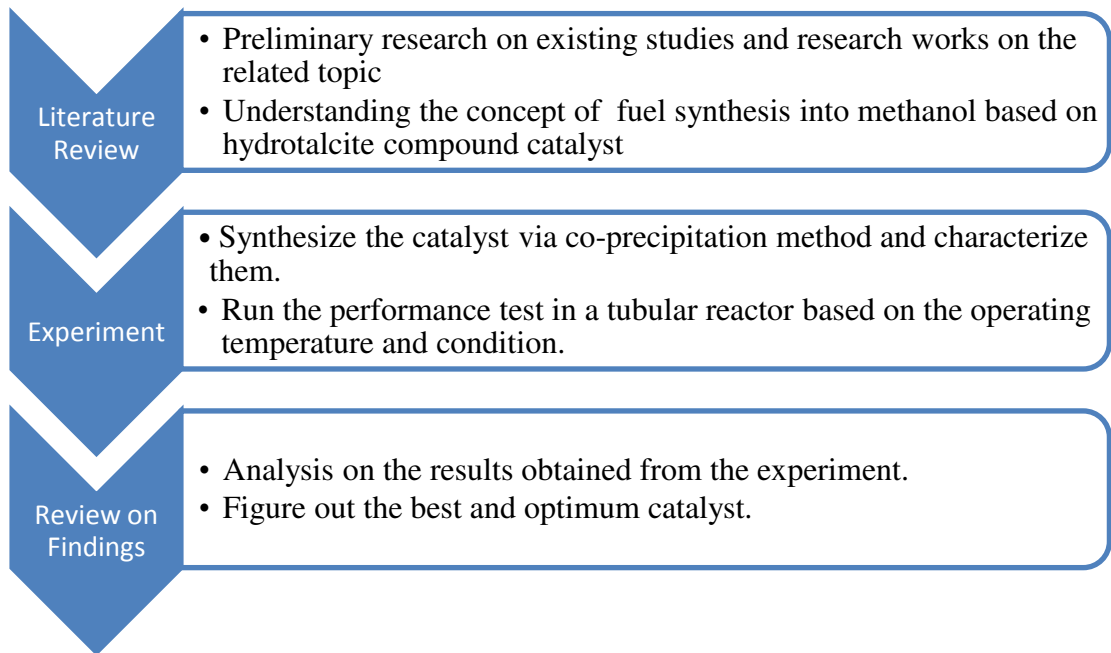 Literature
Review
• Preliminary research on existing studies and research works on the
related topic
• Understanding the concept of fuel synthesis into methanol based on
hydrotalcite compound catalyst
Experiment
• Synthesize the catalyst via co-precipitation method and characterize
them.
• Run the performance test in a tubular reactor based on the operating
temperature and condition.
Review on
Findings
• Analysis on the results obtained from the experiment.
• Figure out the best and optimum catalyst.